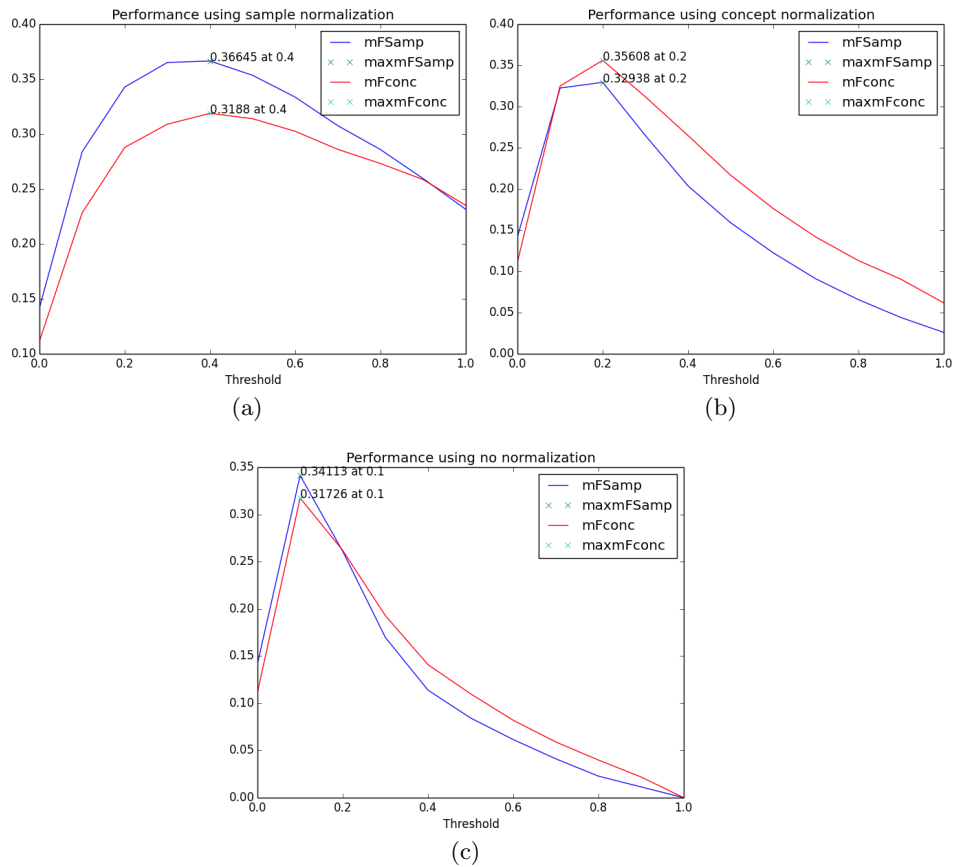 Performance using sample normalization
0.40
0.35
0.30
0.25
0.20
0.15
0.10
0.0
0.2
0.4
0.6
0.8
1.0
Threshold
0.36645 at 0.4
0.3188 at 0.4
mFSamp
maxmFSamp
mFconc
maxmFconc
(a)
Performance using concept normalization
0.40
0.35
0.30
0.25
0.20
0.15
0.10
0.05
0.00
0.0
0.2
0.4
0.6
0.8
1.0
Threshold
0.35608 at 0.2
0.32938 at 0.2
mFSamp
maxmFSamp
mFconc
maxmFconc
(b)
Performance using no normalization
0.35
0.30
0.25
0.20
0.15
0.10
0.05
0.00
0.0
0.2
0.4
0.6
0.8
1.0
Threshold
0.34113 at 0.1
0.31726 at 0.1
mFSamp
maxmFSamp
mFconc
maxmFconc
(c)